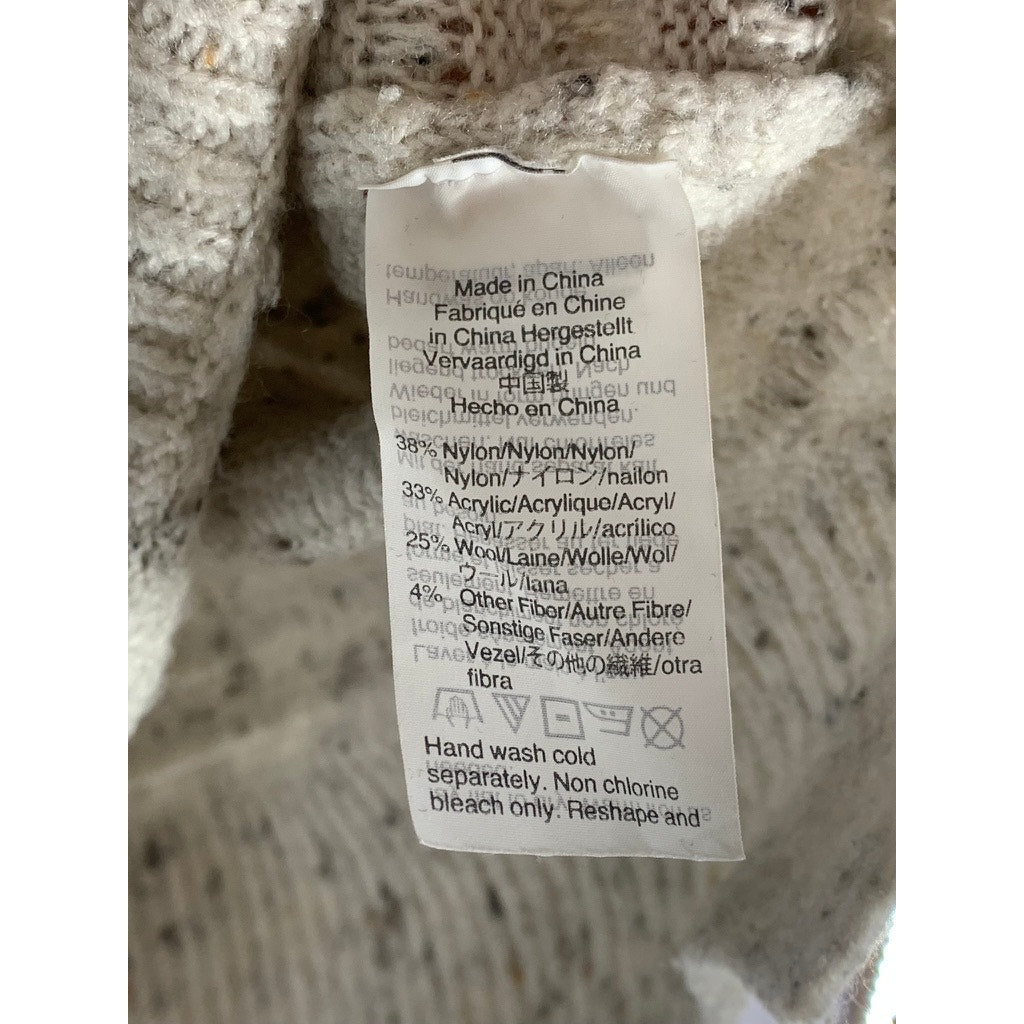 Made in China
Fabriqué en Chine
in China Hergestellt
Vervaardigd in China
中国製
Hecho en China
38% Nylon/Nylon/Nylon/
Nylon/ナイロン/nailon
33% Acrylic/Acrylique/Acryl/
Acryl/アクリル/acrilico
25% Wool/Laine/Wolle/Wol/
ウール/lana
4% Other Fiber/Autre Fibre/
Sonstige Faser/Andere
Vezel/その他の繊維/otra
fibra
Hand wash cold
separately. Non chlorine
bleach only. Reshape and